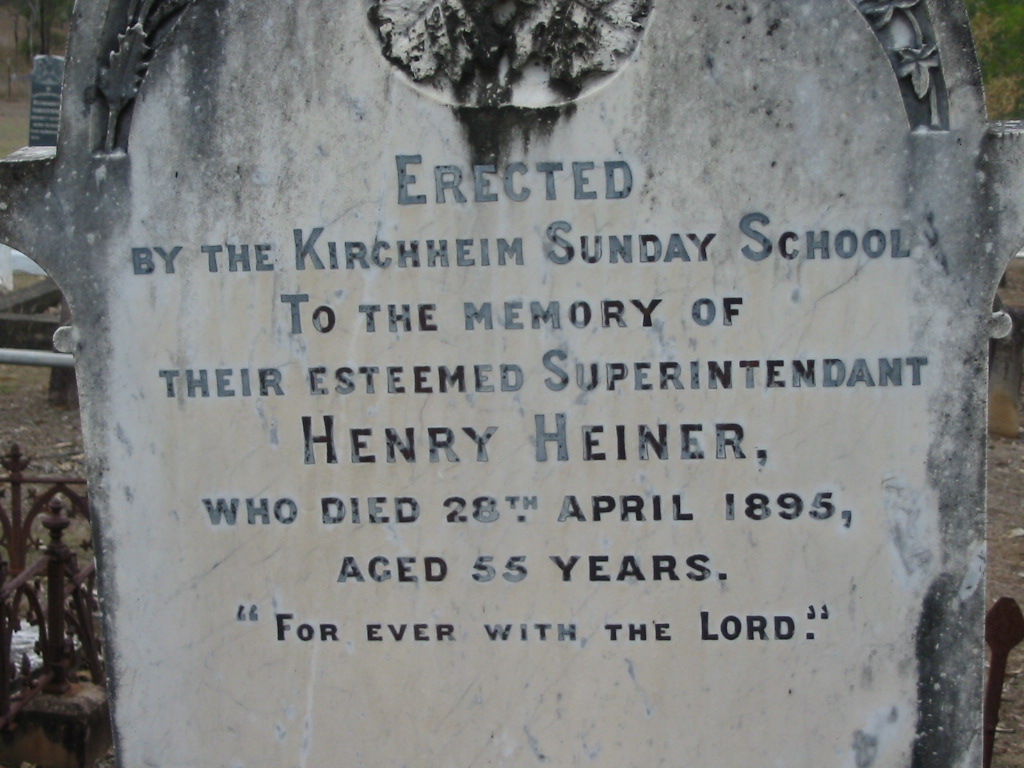 ERECTED
BY THE KIRCHHEIM SUNDAY SCHOOL
TO THE MEMORY OF
THEIR ESTEEMED SUPERINTENDANT
HENRY HEINER,
WHO DIED 28TH APRIL 1895,
AGED 55 YEARS.
"FOR EVER WITH THE LORD."